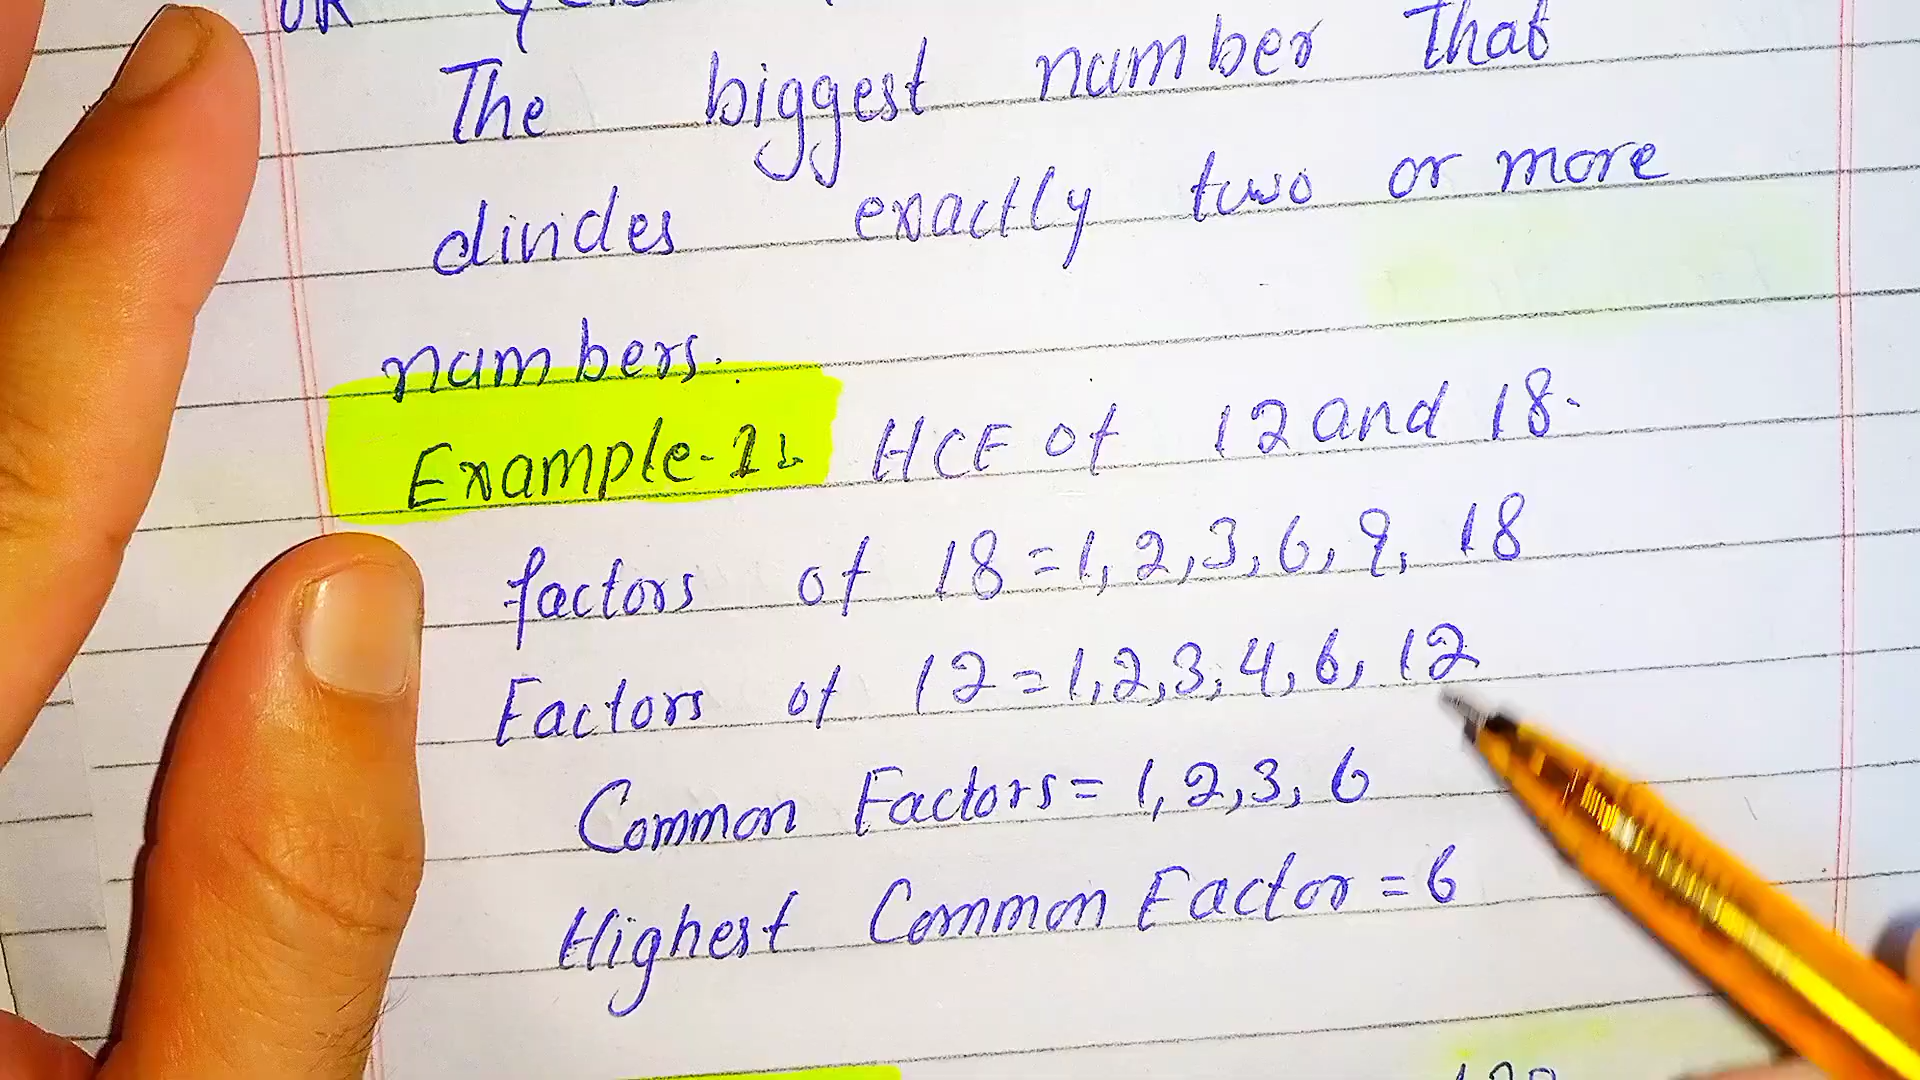 OR
The biggest number that
divides exactly two or more
numbers.
Example-1:- HCF of 12 and 18.
factors of 18 = 1, 2, 3, 6, 9, 18
Factors of 12 = 1, 2, 3, 4, 6, 12
Common Factors = 1, 2, 3, 6
Highest Common Factor = 6